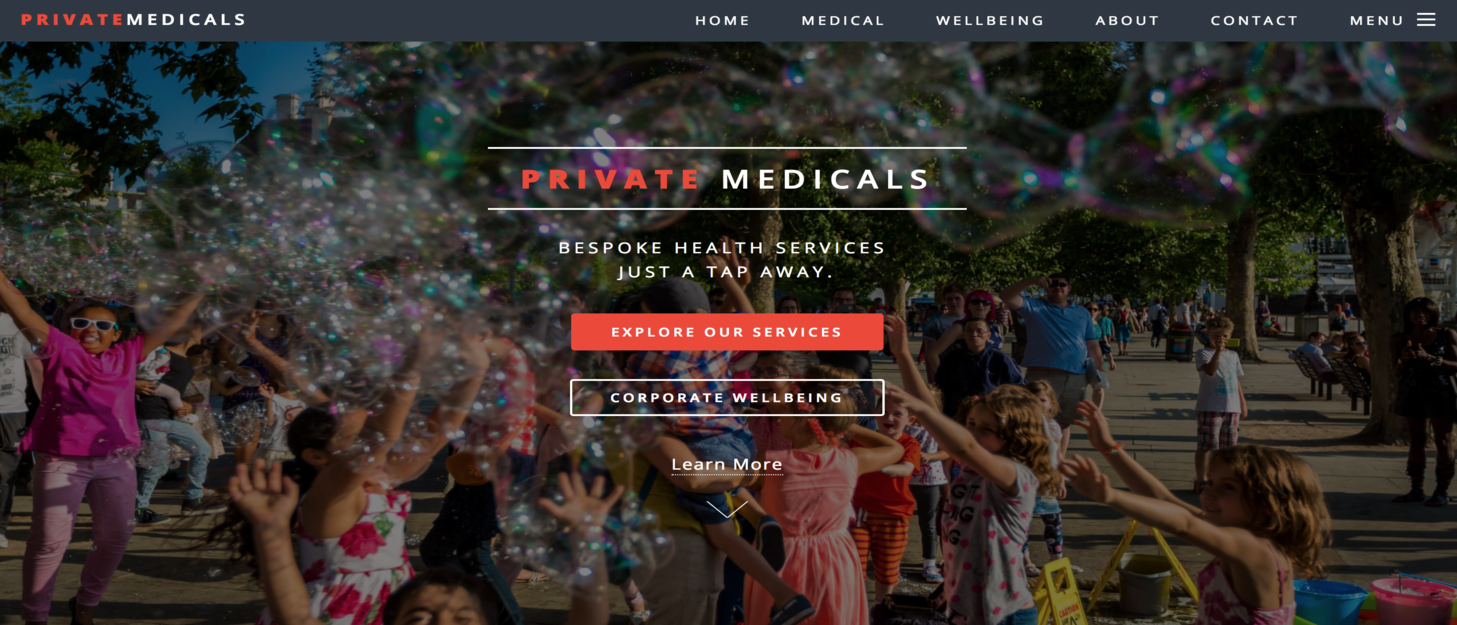 PRIVATEMEDICALS
HOME MEDICAL WELLBEING ABOUT CONTACT MENU
PRIVATE MEDICALS
BESPOKE HEALTH SERVICES
JUST A TAP AWAY.
EXPLORE OUR SERVICES
CORPORATE WELLBEING
Learn More
CAUTION